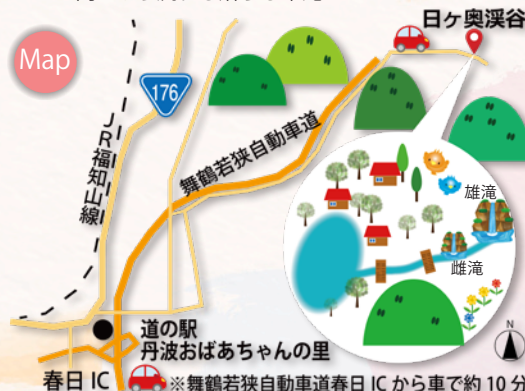 日ヶ奥渓谷
Map
176
JR福知山線
舞鶴若狭自動車道
雄滝
雌滝
道の駅
丹波おばあちゃんの里
N
春日 IC
※舞鶴若狭自動車道春日 IC から車で約 10 分